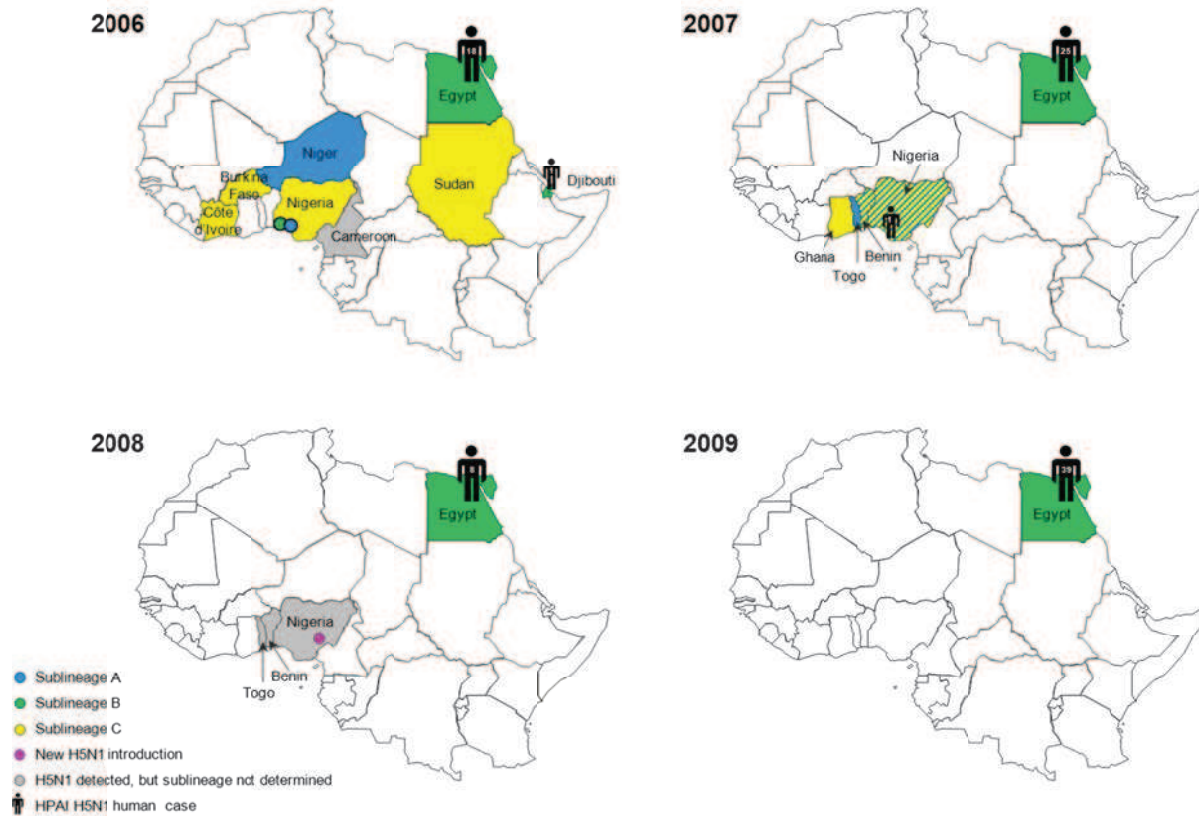 2006
18
Egypt
Niger
Burkina
Faso
Nigeria
Sudan
Djibouti
Côte
d'Ivoire
Cameroon
2007
25
Egypt
Nigeria
Ghana
Benin
Togo
2008
8
Egypt
Nigeria
Benin
Togo
2009
39
Egypt
Sublineage A
Sublineage B
Sublineage C
New H5N1 introduction
H5N1 detected, but sublineage not determined
HPAI H5N1 human case